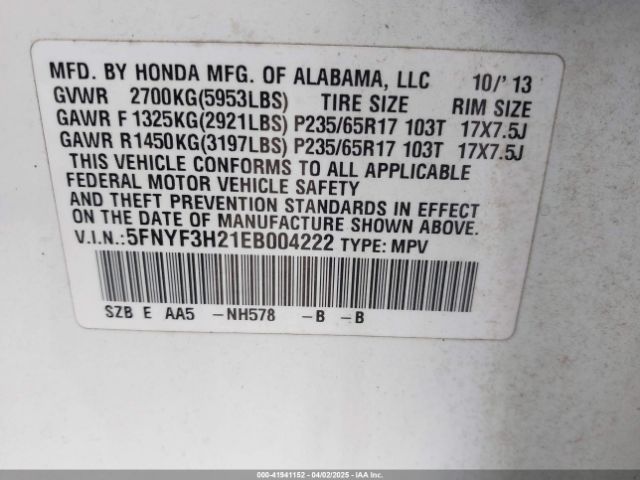 MFD. BY HONDA MFG. OF ALABAMA, LLC 10/'13
GVWR 2700KG(5953LBS) TIRE SIZE RIM SIZE
GAWR F 1325KG(2921LBS) P235/65R17 103T 17X7.5J
GAWR R1450KG(3197LBS) P235/65R17 103T 17X7.5J
THIS VEHICLE CONFORMS TO ALL APPLICABLE
FEDERAL MOTOR VEHICLE SAFETY
AND THEFT PREVENTION STANDARDS IN EFFECT
ON THE DATE OF MANUFACTURE SHOWN ABOVE.
V.I.N.:5FNYF3H21EB004222 TYPE: MPV
SZB E AA5 -NH578 -B -B
000-41941152 - 04/02/2025 - IAAI.com